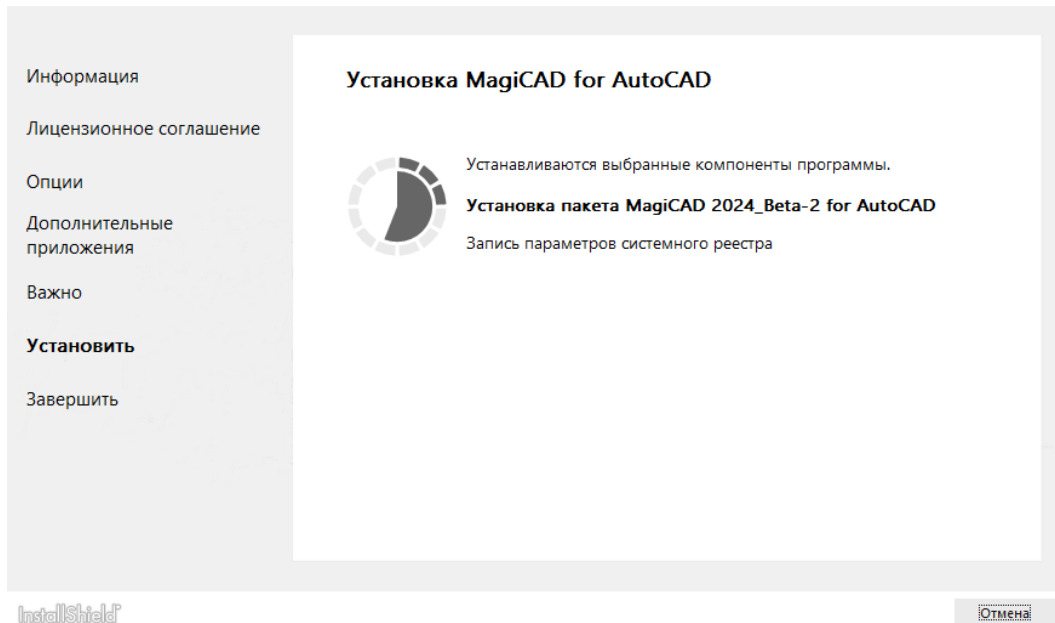 Информация
Лицензионное соглашение
Опции
Дополнительные
приложения
Важно
Установить
Завершить
Установка MagiCAD for AutoCAD
Устанавливаются выбранные компоненты программы.
Установка пакета MagiCAD 2024_Beta-2 for AutoCAD
Запись параметров системного реестра
InstallShield
Отмена